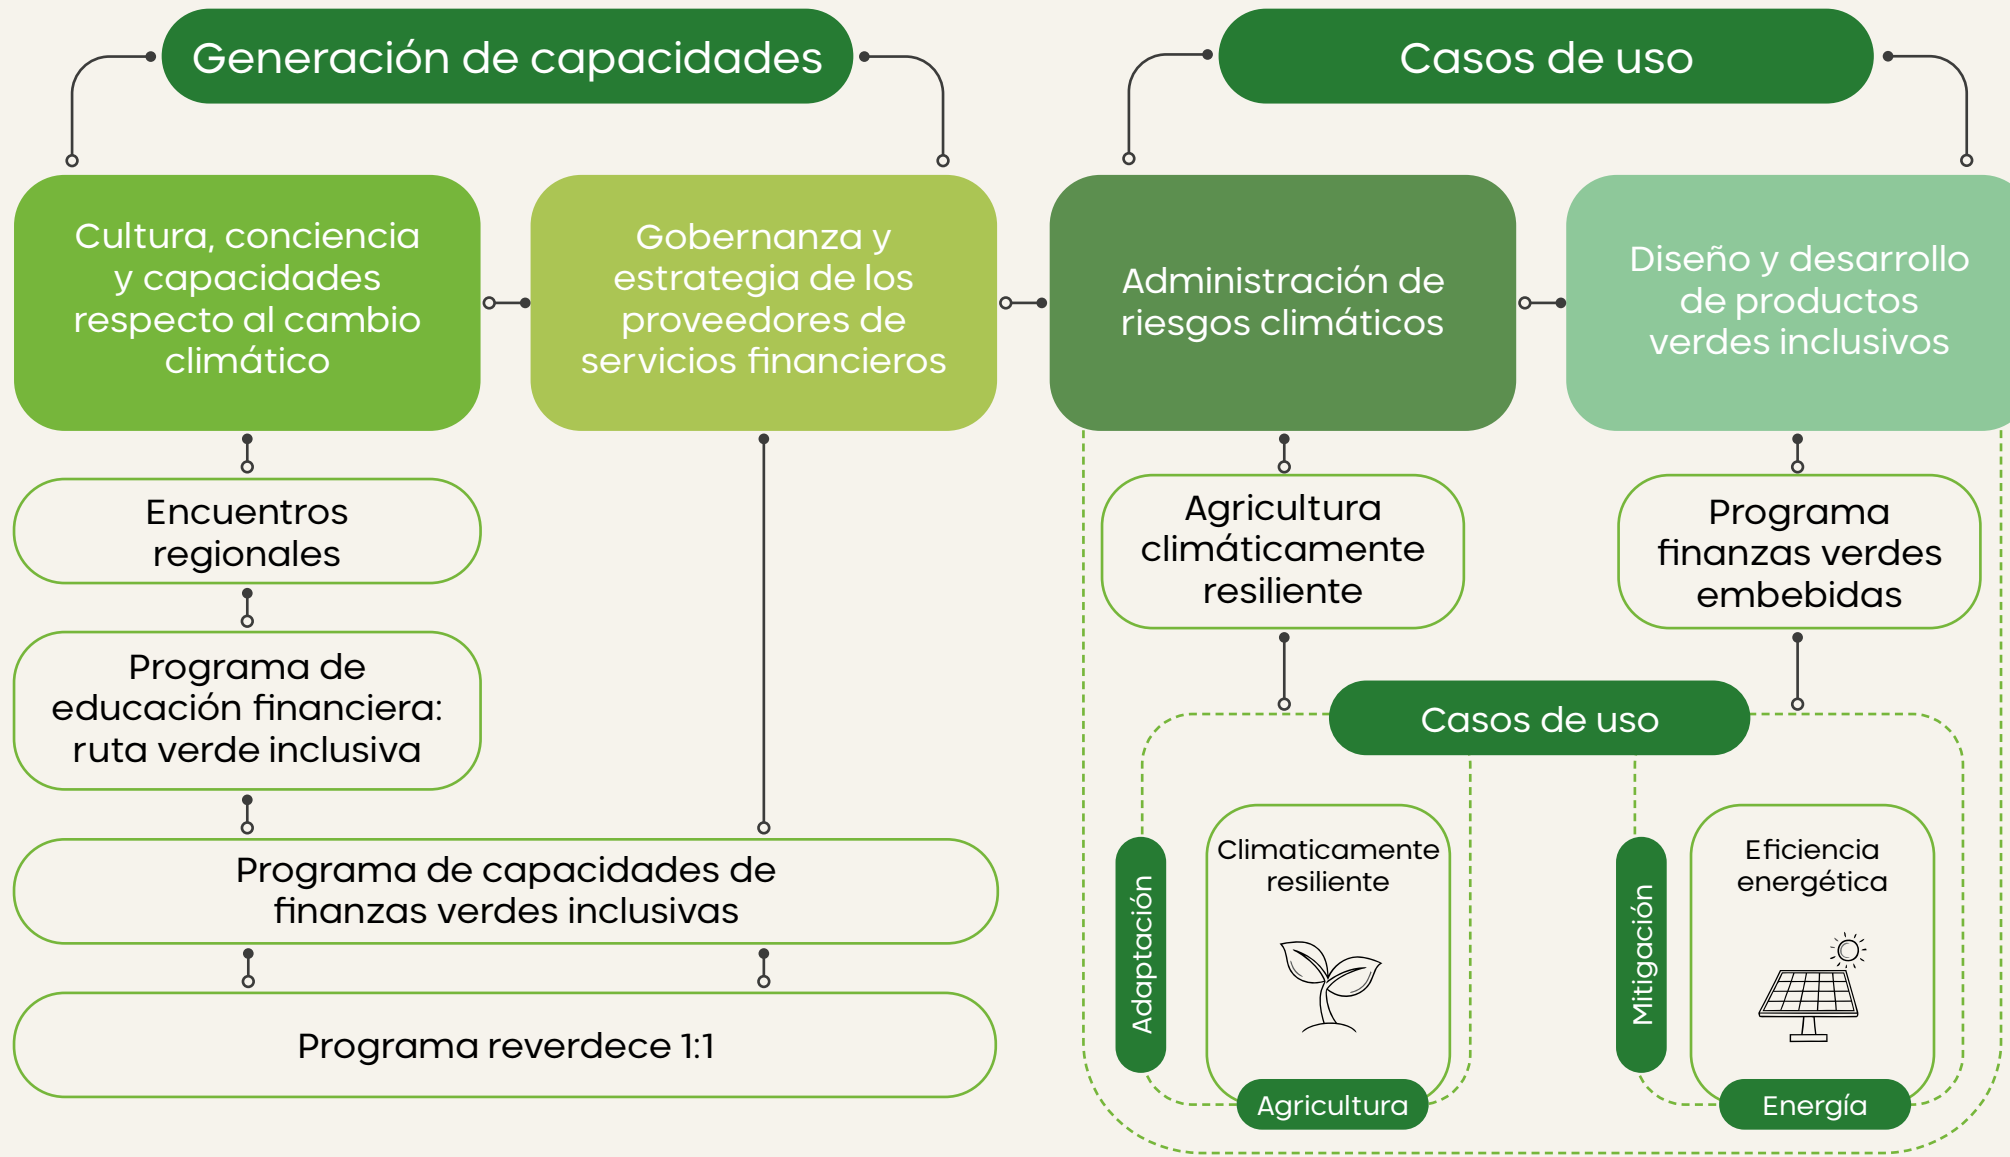 Generación de capacidades
Casos de uso
Cultura, conciencia
y capacidades
respecto al cambio
climático
Gobernanza y
estrategia de los
proveedores de
servicios financieros
Administración de
riesgos climáticos
Diseño y desarrollo
de productos
verdes inclusivos
Encuentros
regionales
Programa de
educación financiera:
ruta verde inclusiva
Programa de capacidades de
finanzas verdes inclusivas
Programa reverdece 1:1
Agricultura
climáticamente
resiliente
Programa
finanzas verdes
embebidas
Casos de uso
Adaptación
Climaticamente
resiliente
Agricultura
Mitigación
Eficiencia
energética
Energía